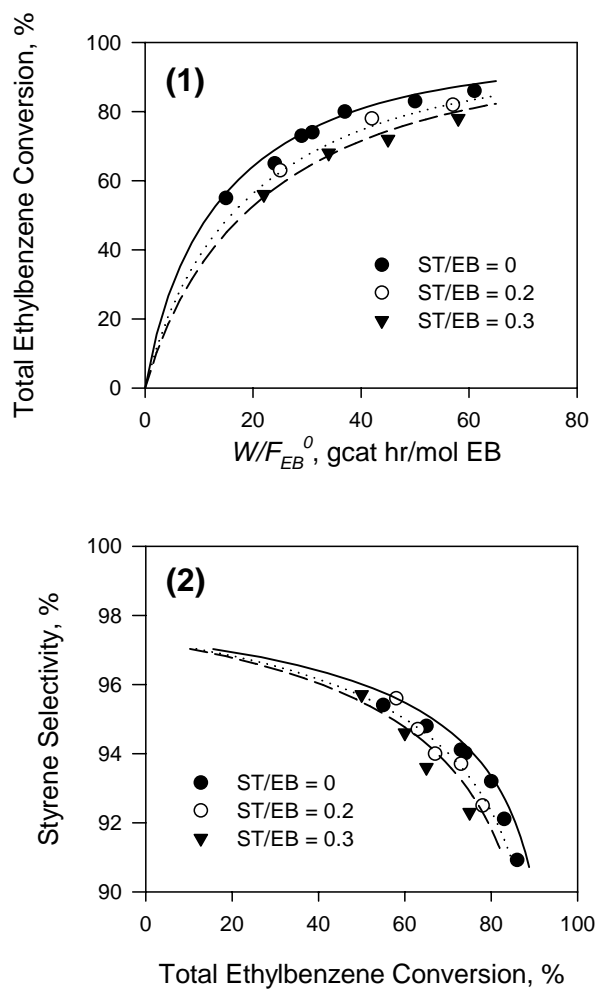 Total Ethylbenzene Conversion, %
100
80
60
40
20
0
(1)
ST/EB = 0
ST/EB = 0.2
ST/EB = 0.3
0 20 40 60 80
W/F_EB^0, gcat hr/mol EB
Styrene Selectivity, %
100
98
96
94
92
90
(2)
ST/EB = 0
ST/EB = 0.2
ST/EB = 0.3
0 20 40 60 80 100
Total Ethylbenzene Conversion, %